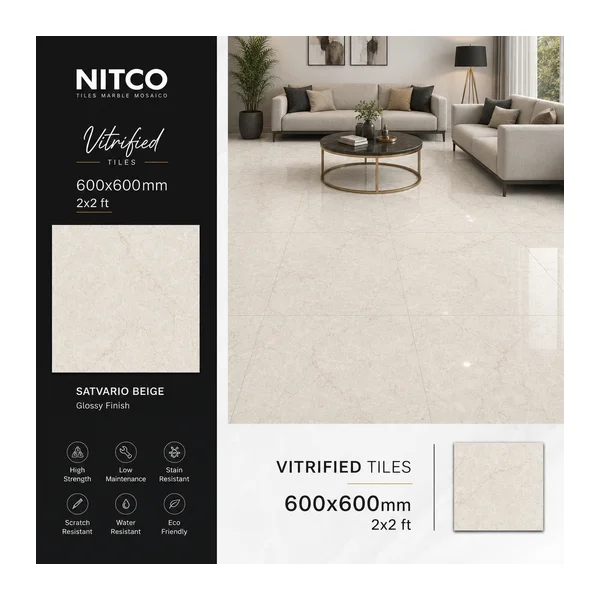 NITCO
TILES MARBLE MOSAICO
Vitrified
TILES
600x600mm
2x2 ft
SATVARIO BEIGE
Glossy Finish
High
Strength
Low
Maintenance
Stain
Resistant
Scratch
Resistant
Water
Resistant
Eco
Friendly
VITRIFIED TILES
600x600mm
2x2 ft